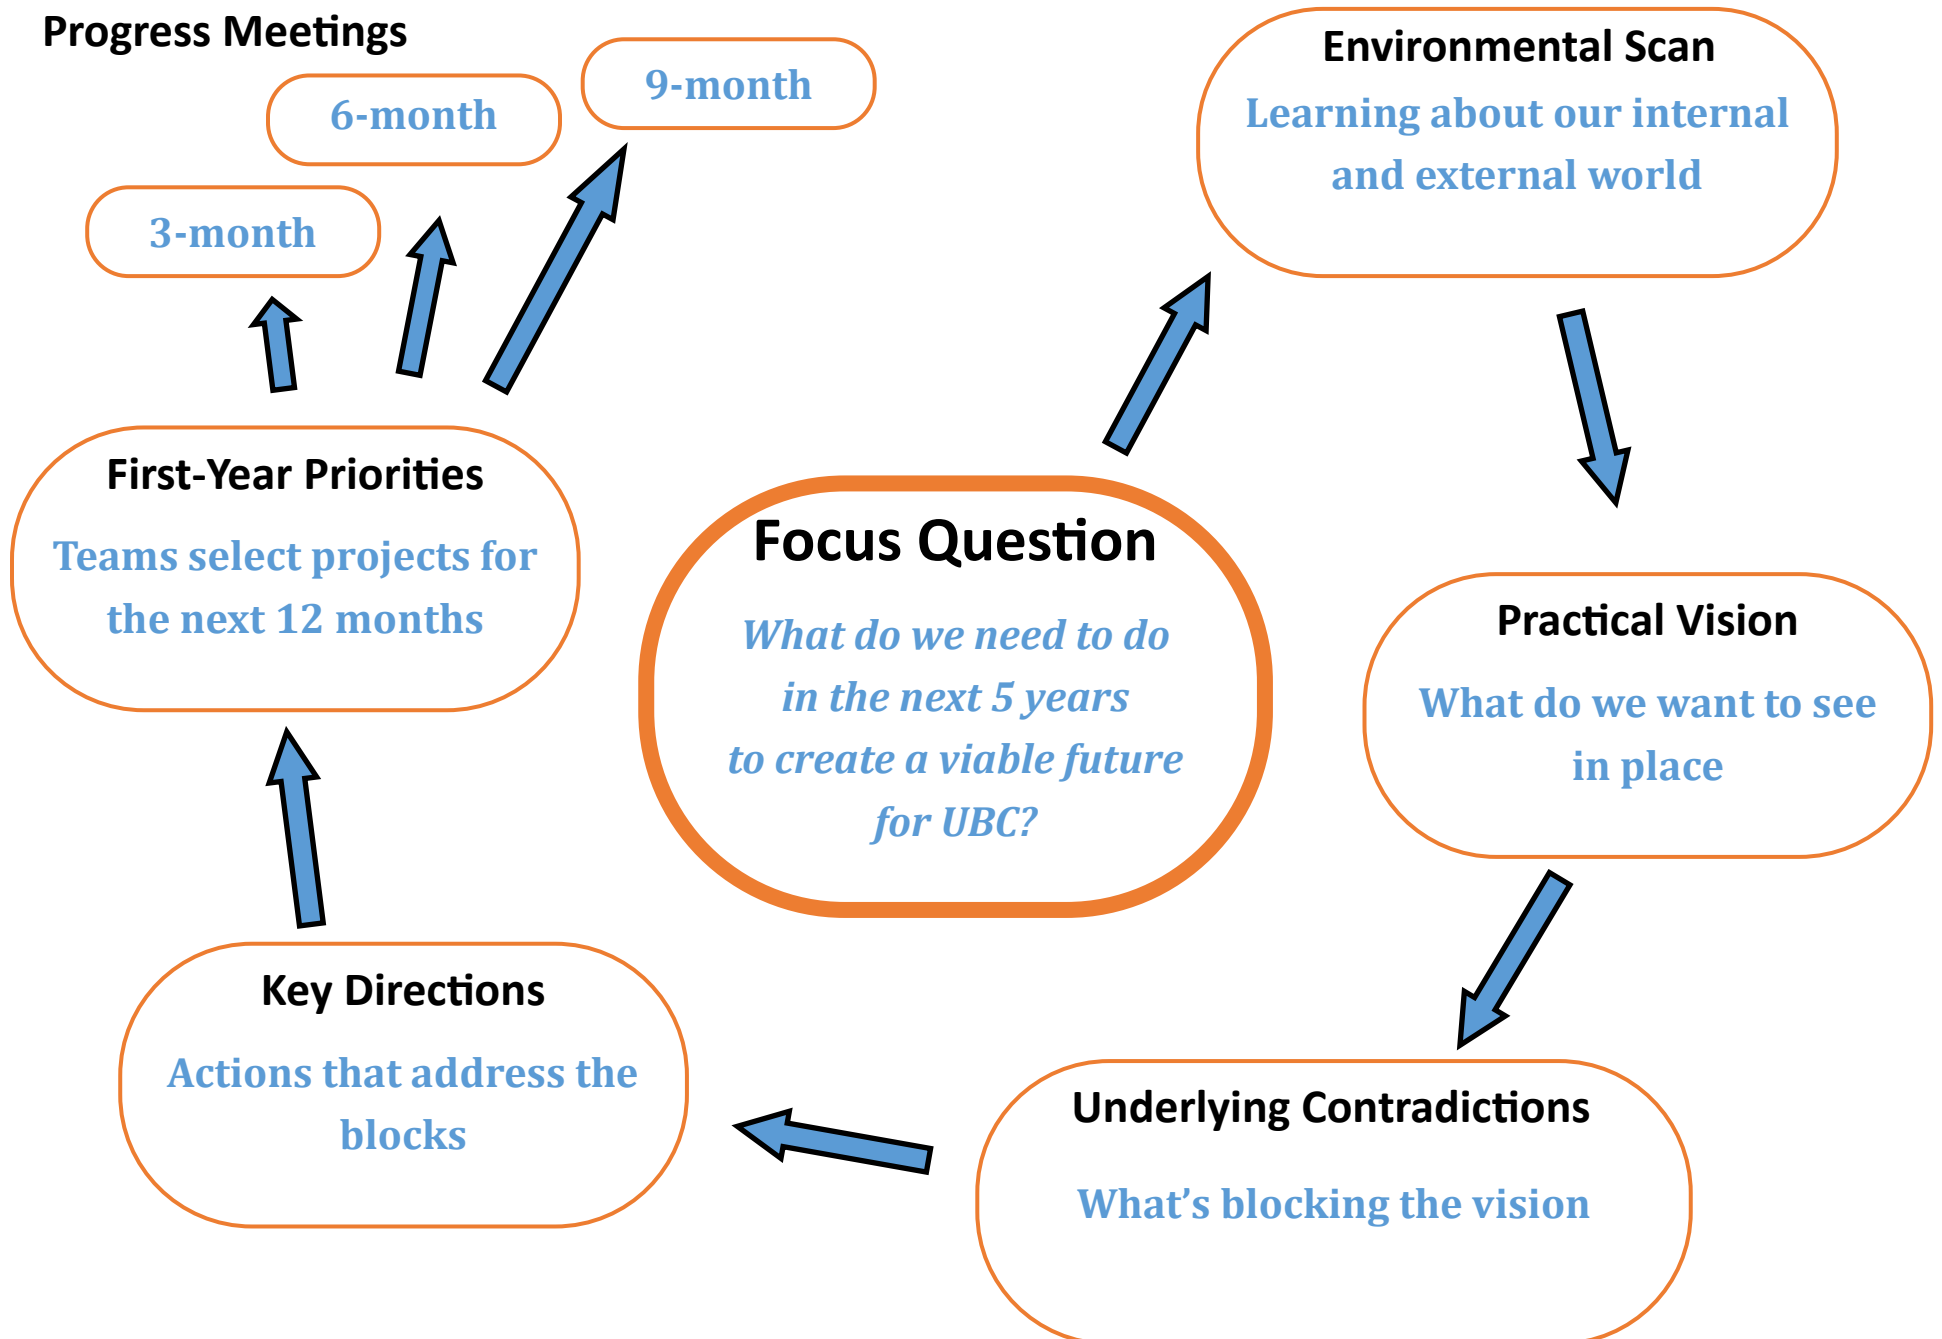 Progress Meetings
3-month
6-month
9-month
Environmental Scan
Learning about our internal
and external world
First-Year Priorities
Teams select projects for
the next 12 months
Focus Question
What do we need to do
in the next 5 years
to create a viable future
for UBC?
Practical Vision
What do we want to see
in place
Key Directions
Actions that address the
blocks
Underlying Contradictions
What’s blocking the vision